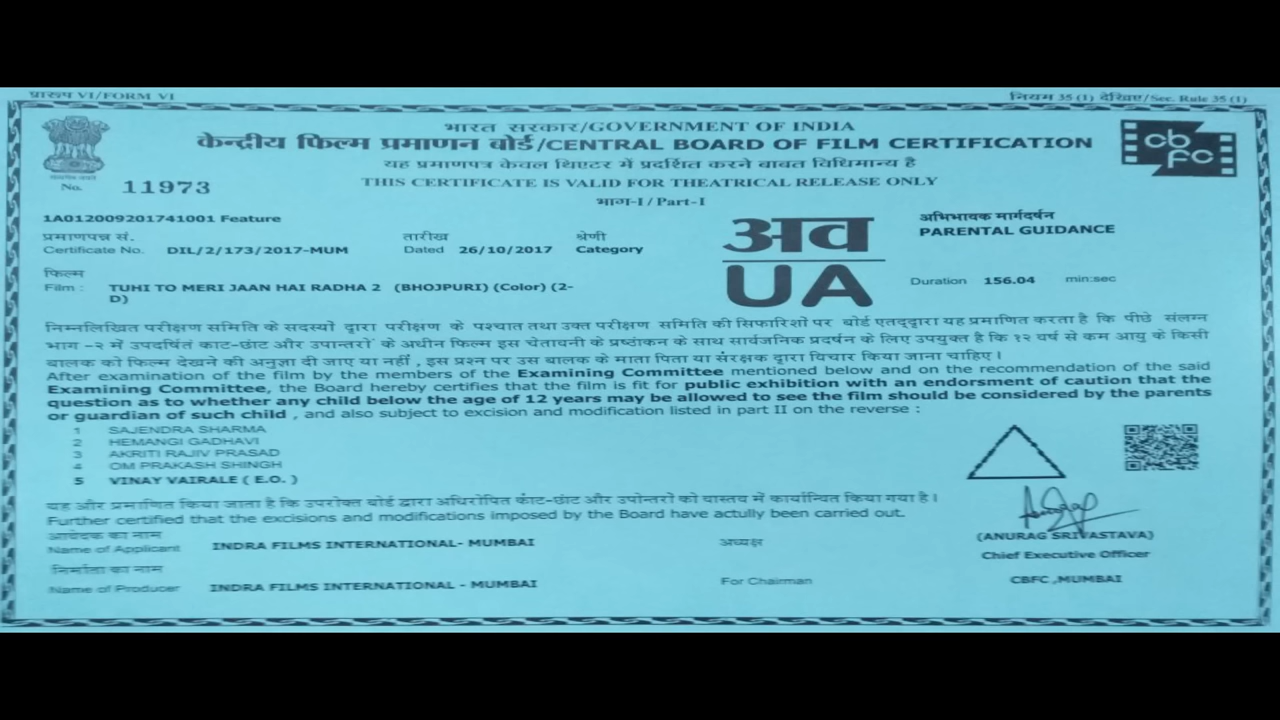 प्रारूप VI/FORM VI
नियम 35 (1) देखिए/Sec. Rule 35 (1)
भारत सरकार/GOVERNMENT OF INDIA
केन्द्रीय फिल्म प्रमाणन बोर्ड/CENTRAL BOARD OF FILM CERTIFICATION
cb
fc
यह प्रमाणपत्र केवल थिएटर में प्रदर्शित करने बाबत विधिमान्य है
No. 11973
THIS CERTIFICATE IS VALID FOR THEATRICAL RELEASE ONLY
भाग-I / Part-I
1A012009201741001 Feature
प्रमाणपत्र सं. तारीख श्रेणी
Certificate No. DIL/2/173/2017-MUM Dated 26/10/2017 Category
अव
UA
अभिभावक मार्गदर्शन
PARENTAL GUIDANCE
फिल्म
Film : TUHI TO MERI JAAN HAI RADHA 2 (BHOJPURI) (Color) (2-
D)
Duration 156.04 min:sec
निम्नलिखित परीक्षण समिति के सदस्यों द्वारा परीक्षण के पश्चात तथा उक्त परीक्षण समिति की सिफारिशों पर बोर्ड एतद्द्वारा यह प्रमाणित करता है कि पीछे संलग्न
भाग -२ में उपदर्षित काट-छाँट और उपान्तरों के अधीन फिल्म इस चेतावनी के प्रष्ठांकन के साथ सार्वजनिक प्रदर्षन के लिए उपयुक्त है कि १२ वर्ष से कम आयु के किसी
बालक को फिल्म देखने की अनुज्ञा दी जाए या नहीं , इस प्रश्न पर उस बालक के माता पिता या संरक्षक द्वारा विचार किया जाना चाहिए ।
After examination of the film by the members of the Examining Committee mentioned below and on the recommendation of the said
Examining Committee, the Board hereby certifies that the film is fit for public exhibition with an endorsment of caution that the
question as to whether any child below the age of 12 years may be allowed to see the film should be considered by the parents
or guardian of such child , and also subject to excision and modification listed in part II on the reverse :
1 SAJENDRA SHARMA
2 HEMANGI GADHAVI
3 AKRITI RAJIV PRASAD
4 OM PRAKASH SHINGH
5 VINAY VAIRALE ( E.O. )
यह और प्रमाणित किया जाता है कि उपरोक्त बोर्ड द्वारा अधिरोपित काँट-छांट और उपोन्तरों को वास्तव में कार्यान्वित किया गया है ।
Further certified that the excisions and modifications imposed by the Board have actully been carried out.
आवेदक का नाम
Name of Applicant INDRA FILMS INTERNATIONAL- MUMBAI
अध्यक्ष
(ANURAG SRIVASTAVA)
Chief Executive Officer
निर्माता का नाम
Name of Producer INDRA FILMS INTERNATIONAL - MUMBAI
For Chairman
CBFC ,MUMBAI